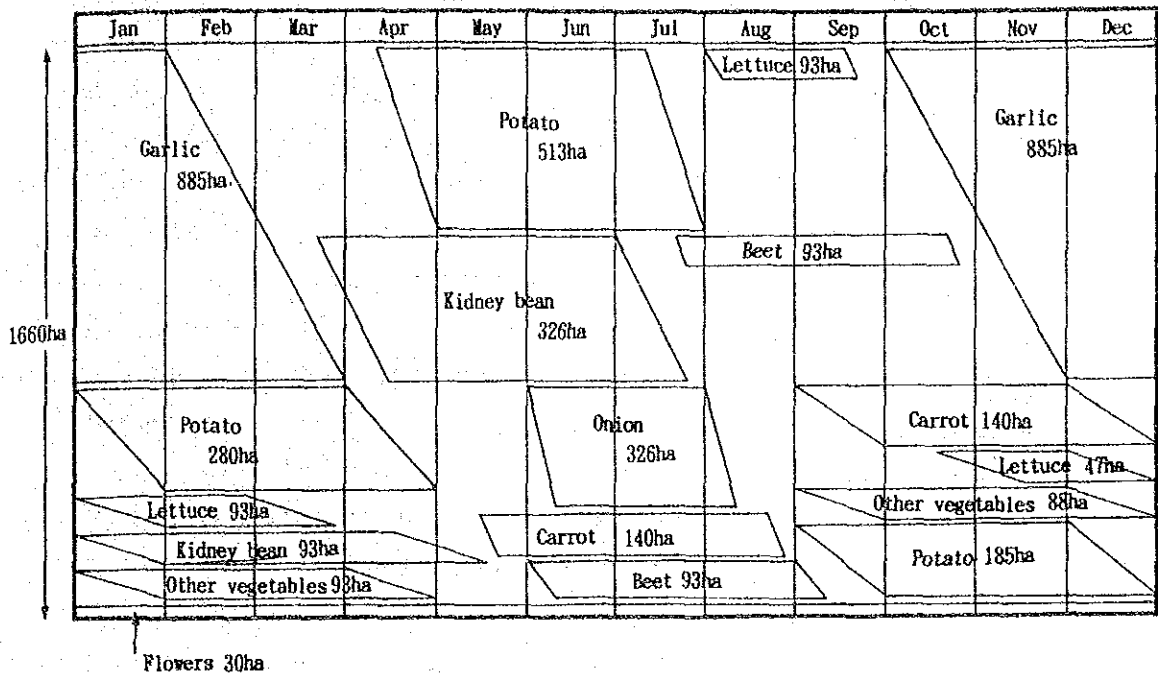 Jan Feb Mar Apr May Jun Jul Aug Sep Oct Nov Dec
Lettuce 93ha
Garlic
885ha
Potato
513ha
Garlic
885ha
Beet 93ha
Kidney bean
326ha
1660ha
Potato
280ha
Onion
326ha
Carrot 140ha
Lettuce 47ha
Lettuce 93ha
Other vegetables 88ha
Kidney bean 93ha
Carrot 140ha
Potato 185ha
Other vegetables 93ha
Beet 93ha
Flowers 30ha